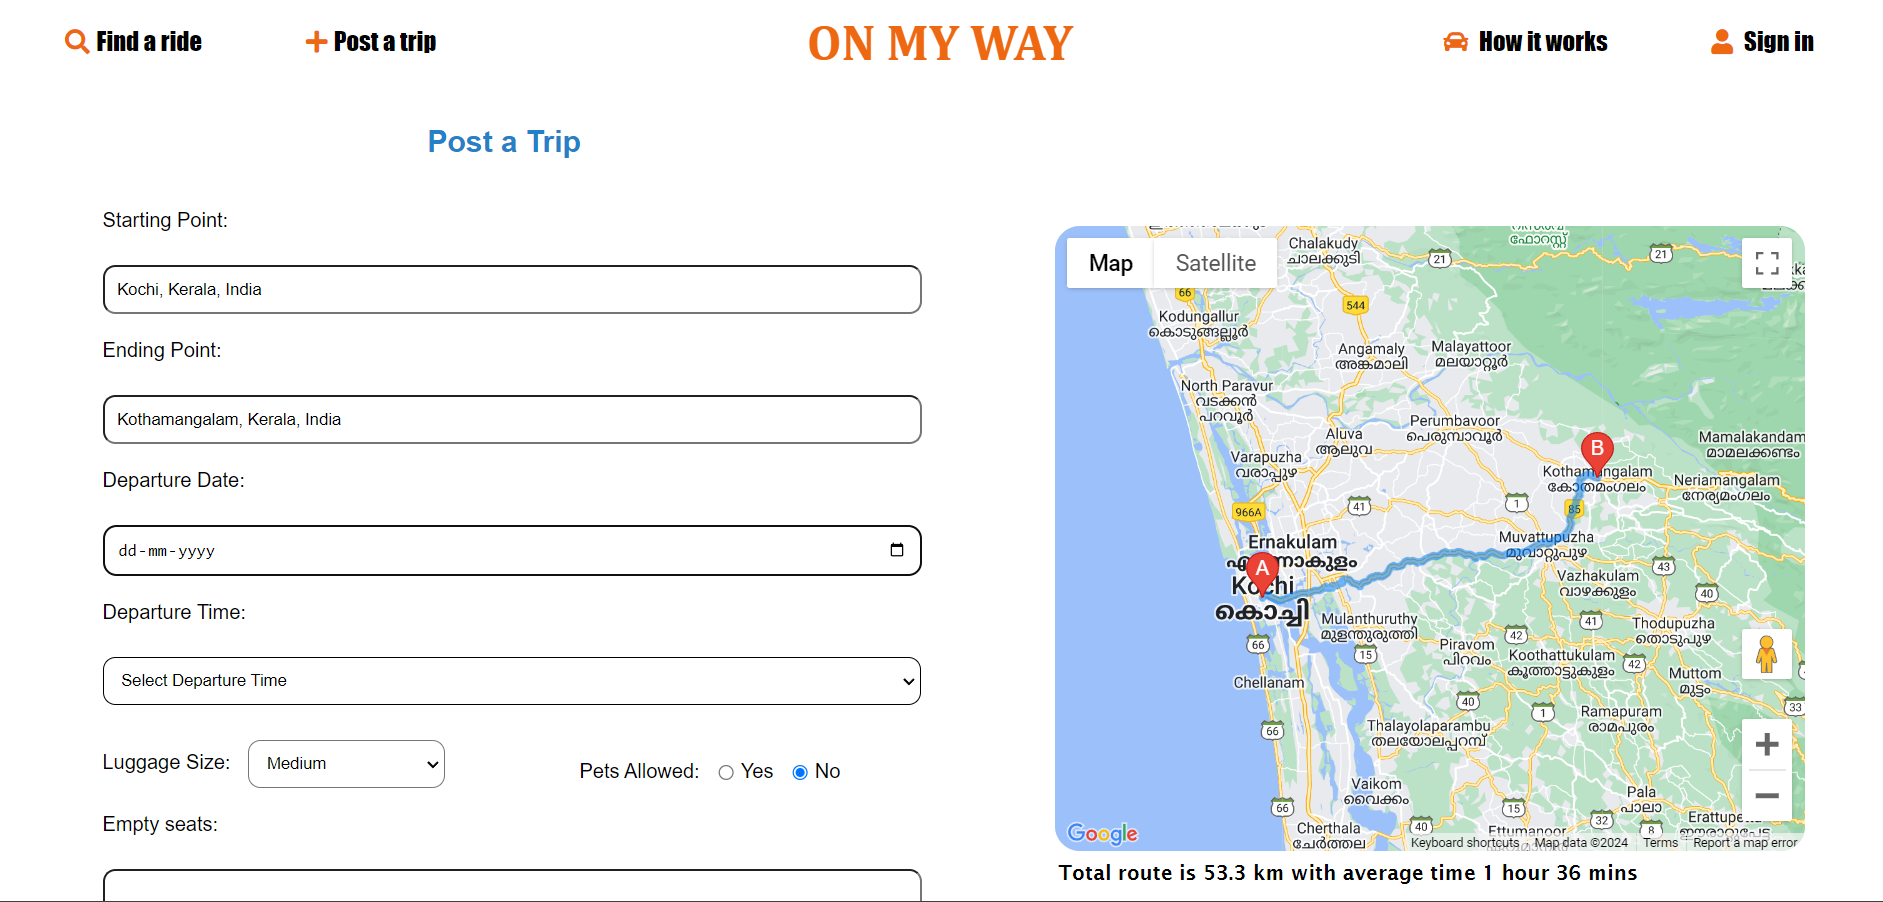 Find a ride
Post a trip
ON MY WAY
How it works
Sign in
Post a Trip
Starting Point:
Kochi, Kerala, India
Ending Point:
Kothamangalam, Kerala, India
Departure Date:
dd-mm-yyyy
Departure Time:
Select Departure Time
Luggage Size:
Medium
Pets Allowed:
Yes
No
Empty seats:
Map
Satellite
Chalakudy
ചാലക്കുടി
ഫോറസ്റ്റ്
21
21
66
544
Kodungallur
കൊടുങ്ങല്ലൂർ
Angamaly
അങ്കമാലി
Malayattoor
മലയാറ്റൂർ
North Paravur
വടക്കൻ
പറവൂർ
Perumbavoor
പെരുമ്പാവൂർ
Aluva
ആലുവ
B
Mamalakandam
മാമലക്കണ്ടം
Varapuzha
വരാപ്പുഴ
Kothamangalam
കോതമംഗലം
Neriamangalam
നേര്യമംഗലം
966A
41
1
85
Ernakulam
Muvattupuzha
മുവാറ്റുപുഴ
A
Kochi
കൊച്ചി
43
Vazhakulam
വാഴക്കുളം
40
Mulanthuruthy
മുളന്തുരുത്തി
41
Thodupuzha
തൊടുപുഴ
66
15
42
Piravom
പിറവം
Koothattukulam
കൂത്താട്ടുകുളം
42
Muttom
മുട്ടം
Chellanam
40
1
Ramapuram
രാമപുരം
33
66
Thalayolaparambu
തലയോലപ്പറമ്പ്
Vaikom
വൈക്കം
Pala
പാലാ
66
15
40
32
8
Cherthala
ചേർത്തല
Ettumanoor
Google
Keyboard shortcuts
Map data ©2024
Terms
Report a map error
Total route is 53.3 km with average time 1 hour 36 mins